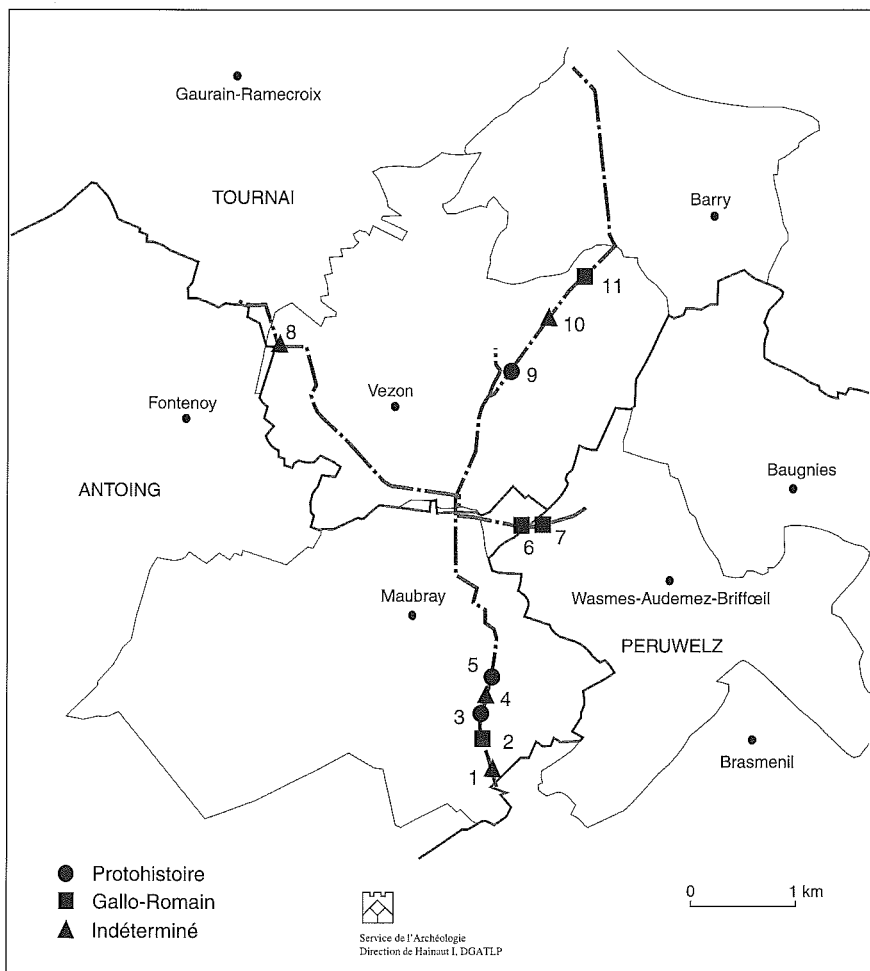 Gaurain-Ramecroix
TOURNAI
Barry
11
10
8
9
Vezon
Fontenoy
Baugnies
ANTOING
6 7
Maubray
Wasmes-Audemez-Briffœil
PERUWELZ
5
4
3
2
Brasmenil
1
Protohistoire
Gallo-Romain
Indéterminé
0 1 km
Service de l'Archéologie
Direction de Hainaut I, DGATLP